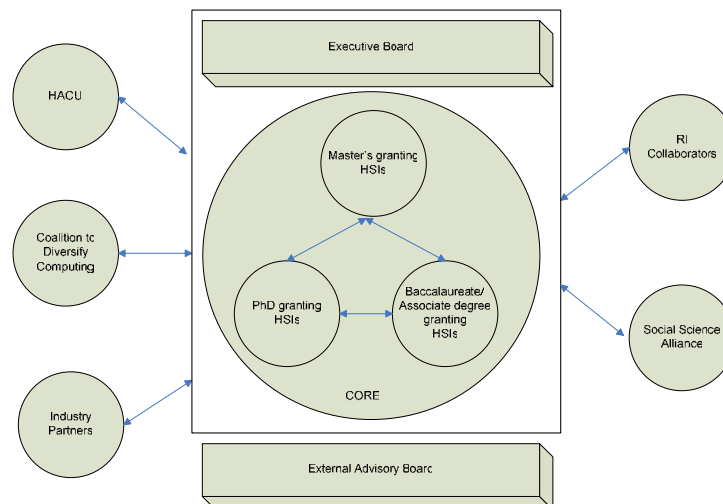 Executive Board
HACU
Master's granting
HSIs
RI
Collaborators
Coalition to
Diversify
Computing
PhD granting
HSIs
Baccalaureate/
Associate degree
granting
HSIs
Social Science
Alliance
CORE
Industry
Partners
External Advisory Board